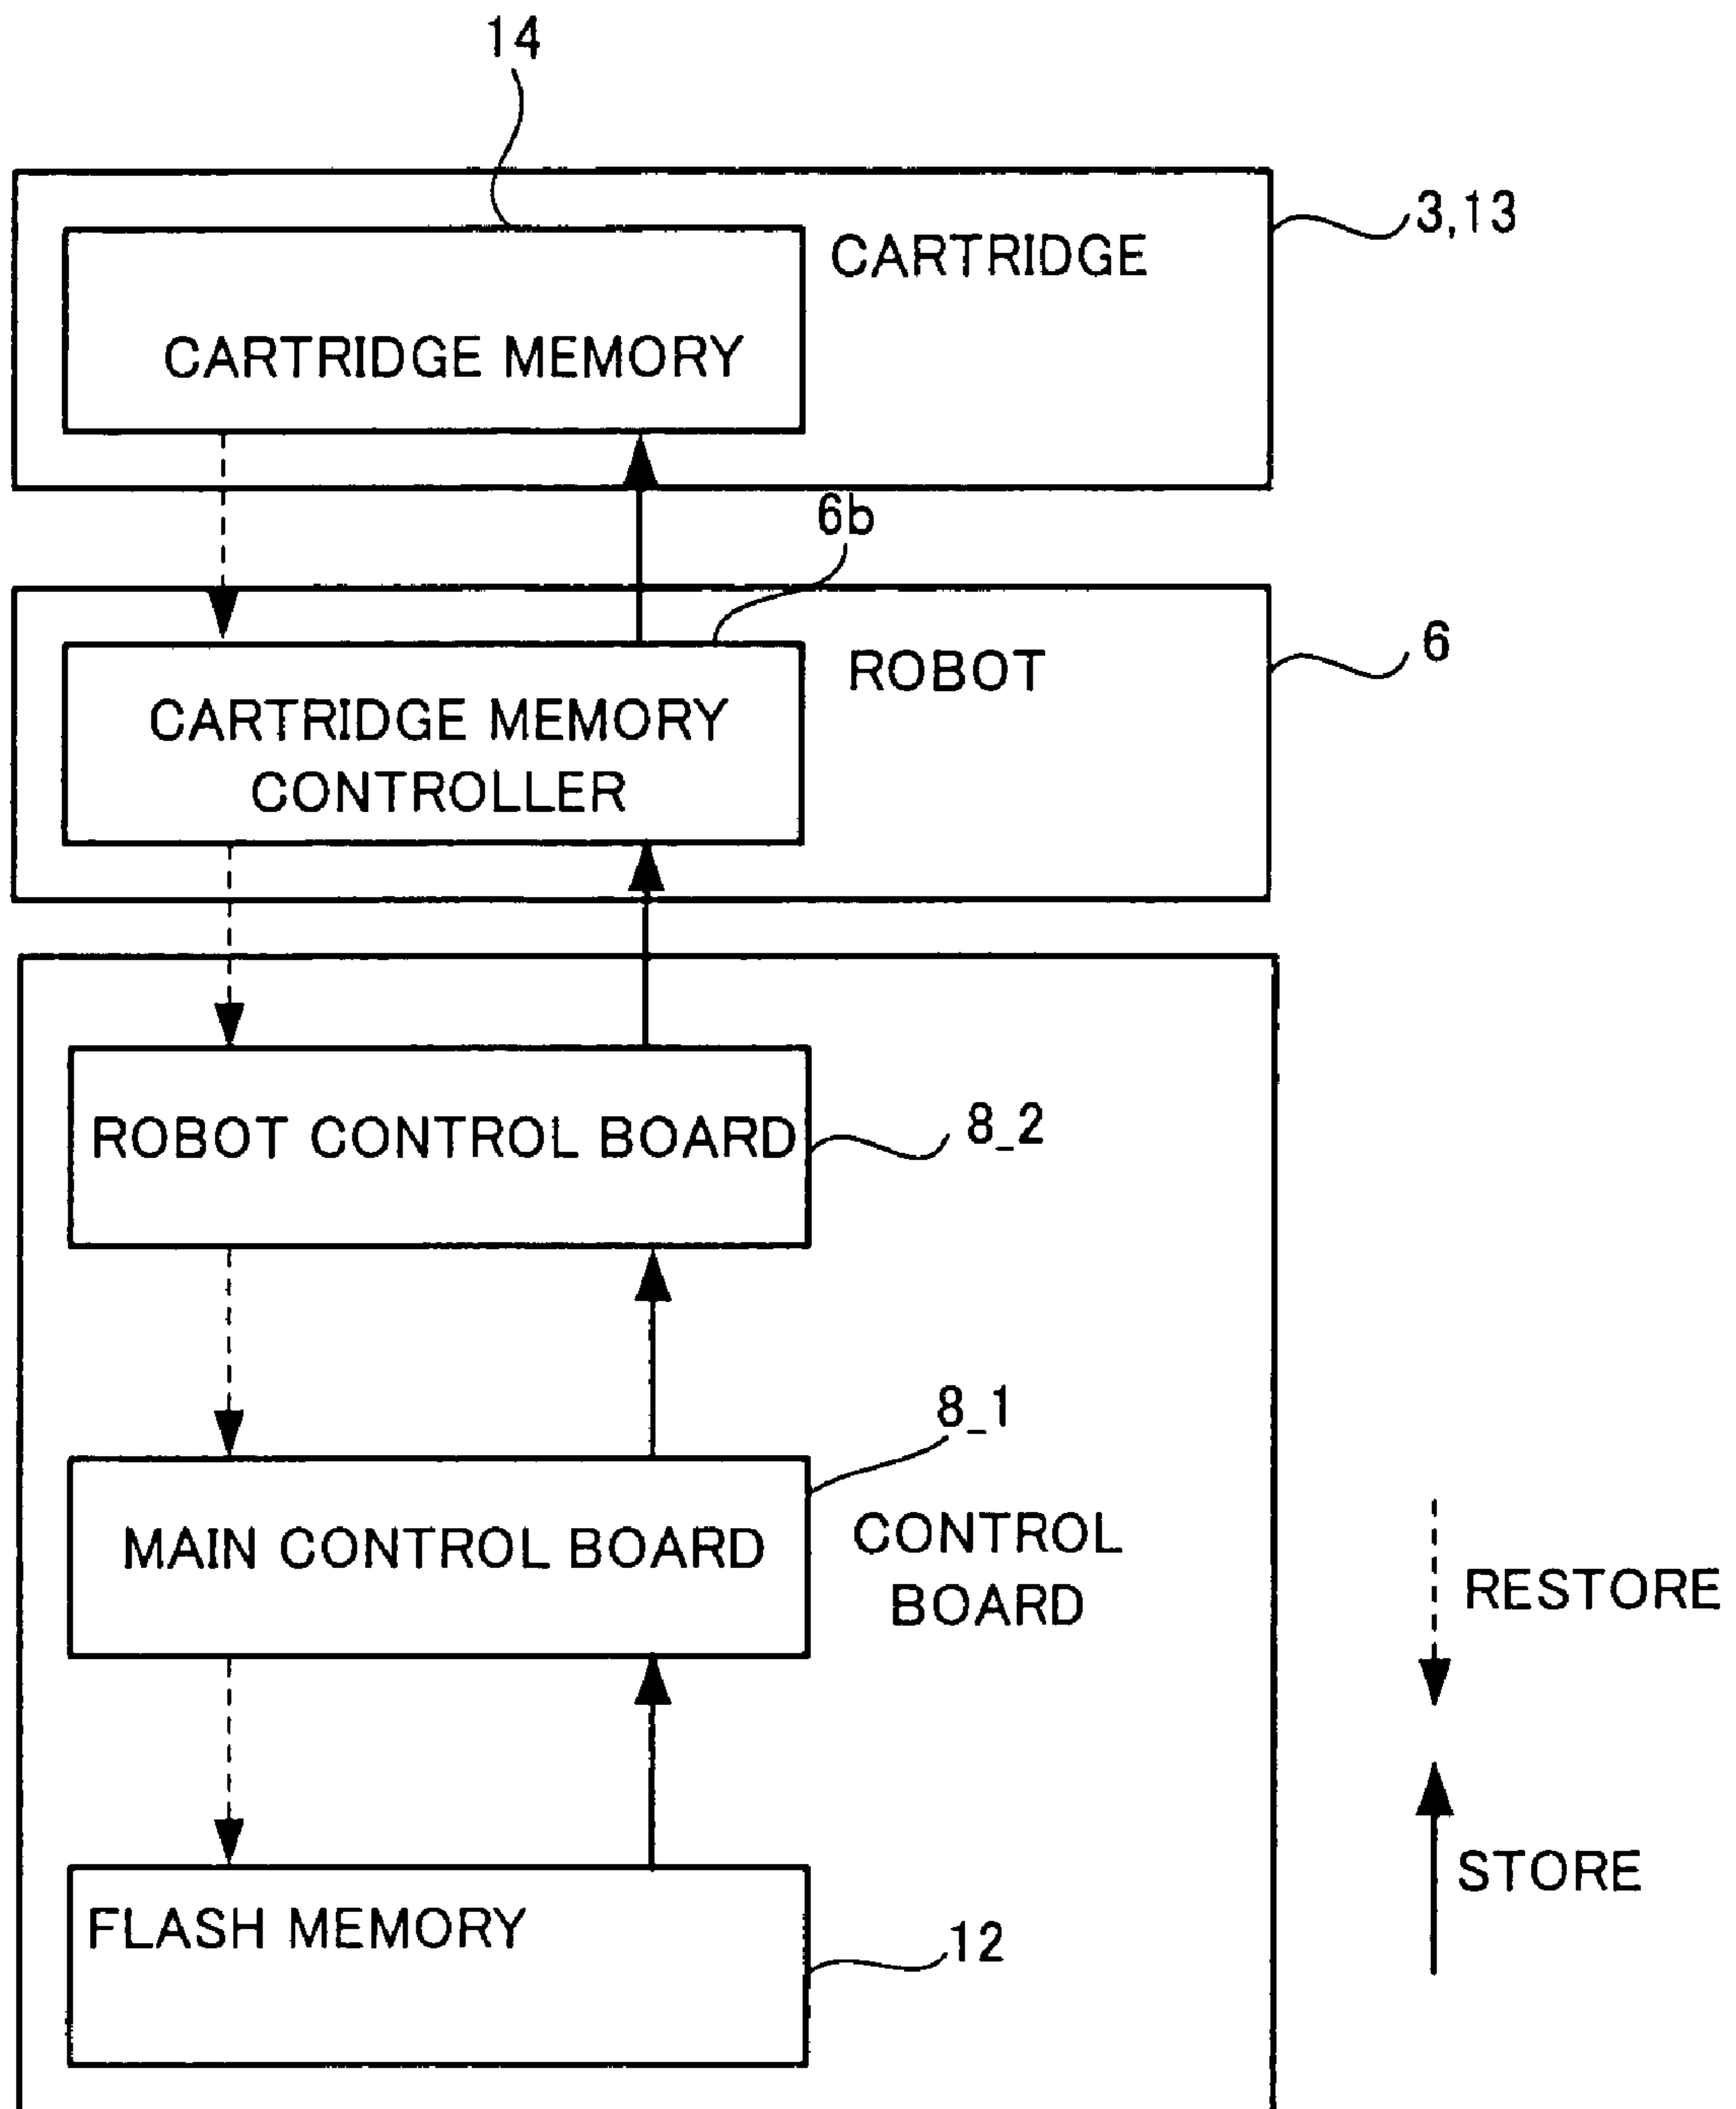 14
3,13
CARTRIDGE
CARTRIDGE MEMORY
6b
6
ROBOT
CARTRIDGE MEMORY
CONTROLLER
8_2
ROBOT CONTROL BOARD
8_1
MAIN CONTROL BOARD
CONTROL
BOARD
RESTORE
STORE
FLASH MEMORY
12